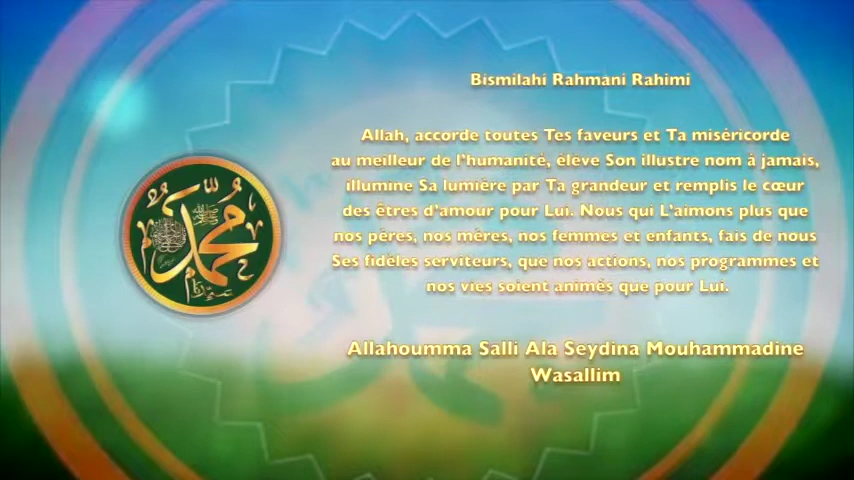 Bismilahi Rahmani Rahimi
Allah, accorde toutes Tes faveurs et Ta miséricorde
au meilleur de l'humanité, élève Son illustre nom à jamais,
illumine Sa lumière par Ta grandeur et remplis le cœur
des êtres d'amour pour Lui. Nous qui L'aimons plus que
nos pères, nos mères, nos femmes et enfants, fais de nous
Ses fidèles serviteurs, que nos actions, nos programmes et
nos vies soient animés que pour Lui.
Allahoumma Salli Ala Seydina Mouhammadine
Wasallim
محمد